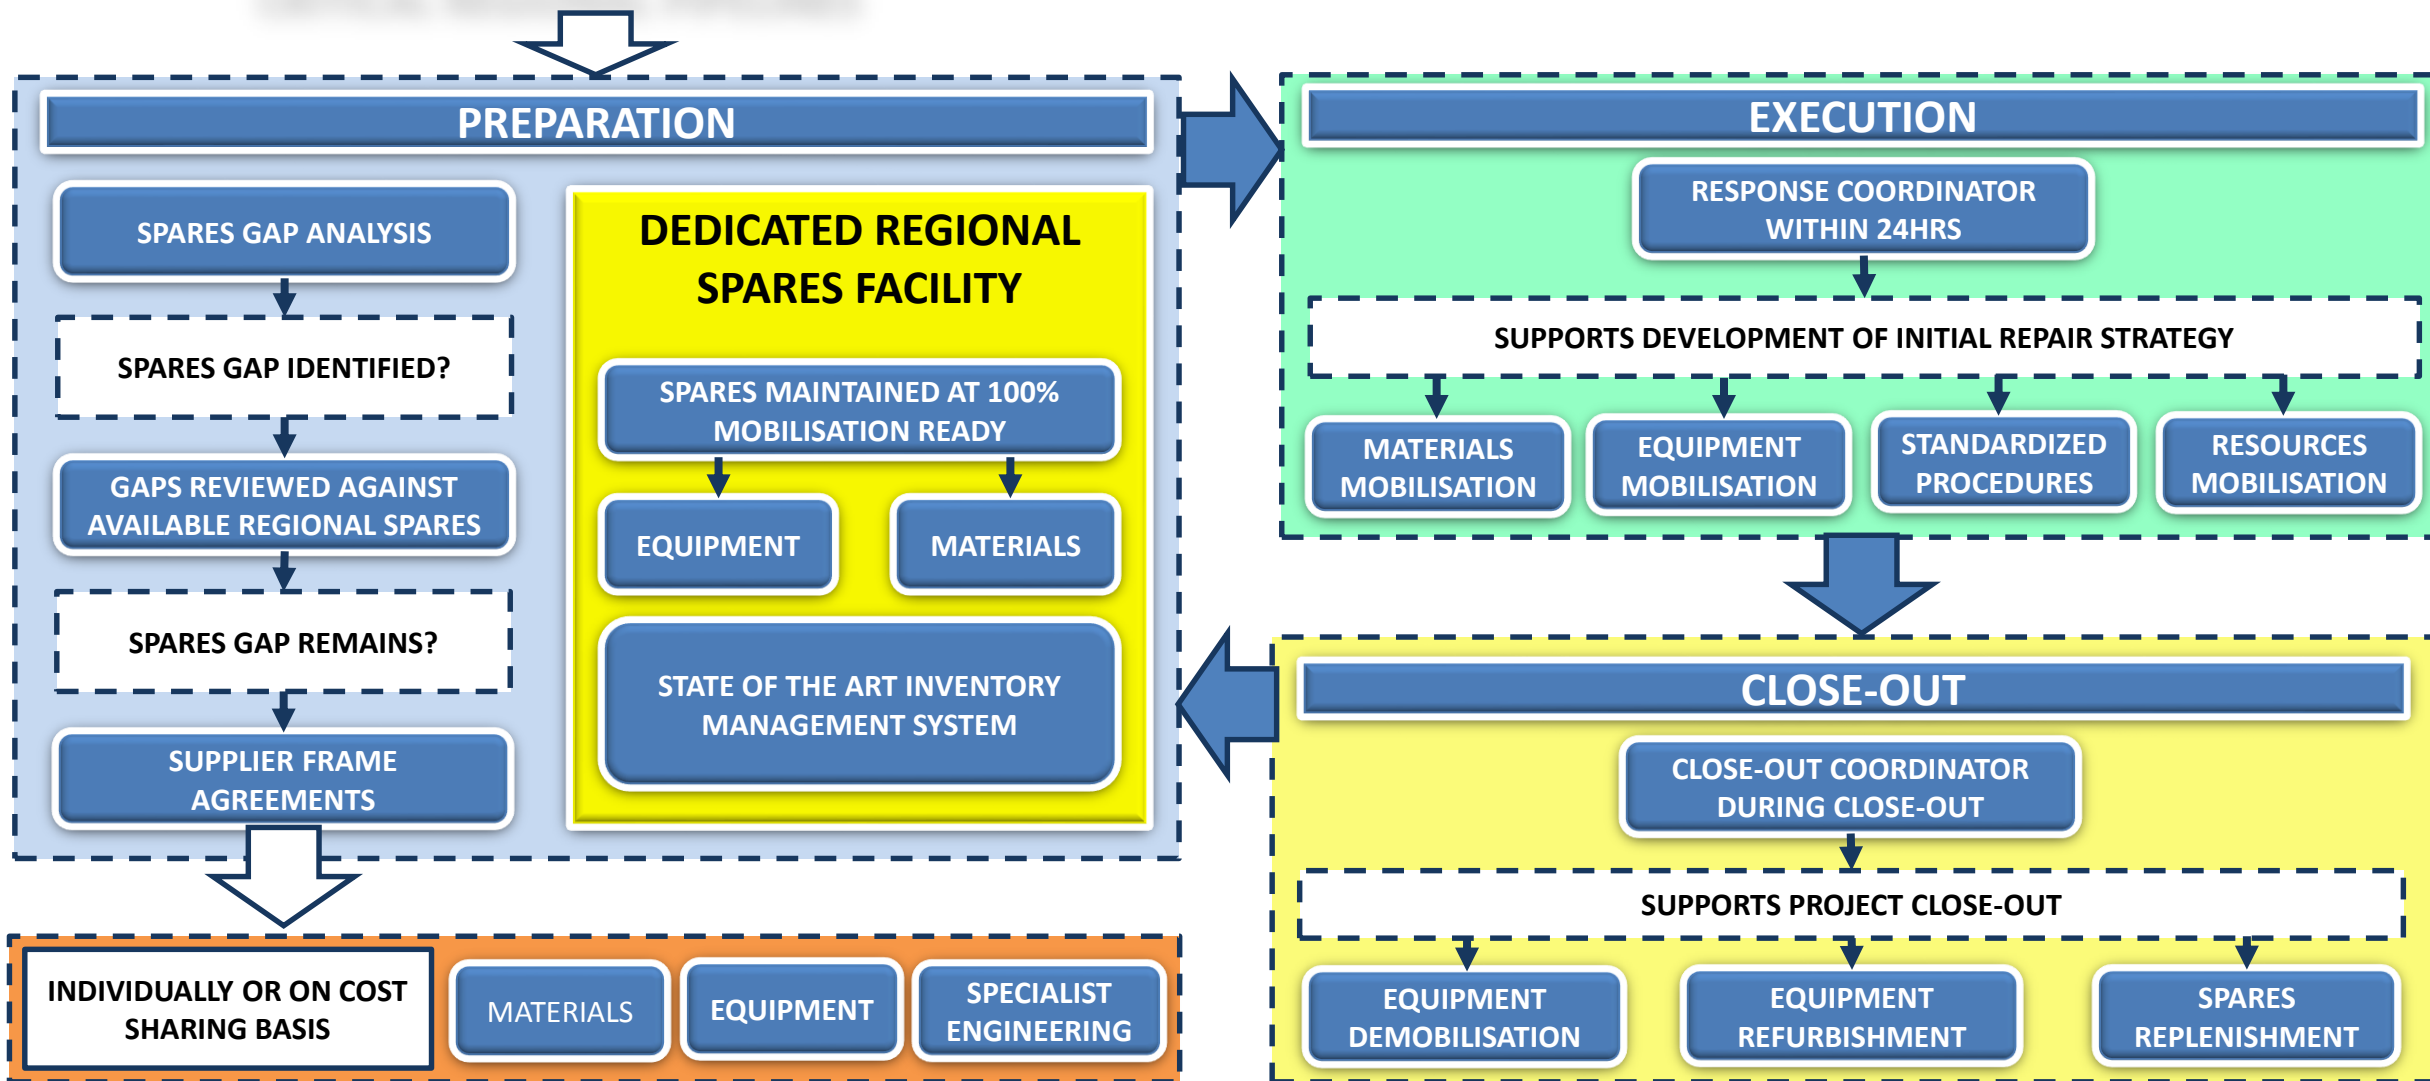 PREPARATION
SPARES GAP ANALYSIS
SPARES GAP IDENTIFIED?
GAPS REVIEWED AGAINST
AVAILABLE REGIONAL SPARES
SPARES GAP REMAINS?
SUPPLIER FRAME
AGREEMENTS
DEDICATED REGIONAL
SPARES FACILITY
SPARES MAINTAINED AT 100%
MOBILISATION READY
EQUIPMENT
MATERIALS
STATE OF THE ART INVENTORY
MANAGEMENT SYSTEM
INDIVIDUALLY OR ON COST
SHARING BASIS
MATERIALS
EQUIPMENT
SPECIALIST
ENGINEERING
EXECUTION
RESPONSE COORDINATOR
WITHIN 24HRS
SUPPORTS DEVELOPMENT OF INITIAL REPAIR STRATEGY
MATERIALS
MOBILISATION
EQUIPMENT
MOBILISATION
STANDARDIZED
PROCEDURES
RESOURCES
MOBILISATION
CLOSE-OUT
CLOSE-OUT COORDINATOR
DURING CLOSE-OUT
SUPPORTS PROJECT CLOSE-OUT
EQUIPMENT
DEMOBILISATION
EQUIPMENT
REFURBISHMENT
SPARES
REPLENISHMENT